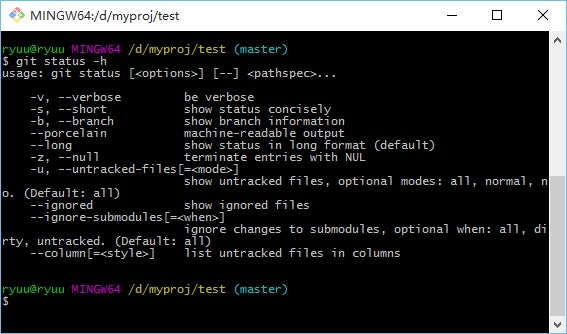 MINGW64:/d/myproj/test
ryuu@ryuu MINGW64 /d/myproj/test (master)
$ git status -h
usage: git status [<options>] [--] <pathspec>...
-v, --verbose be verbose
-s, --short show status concisely
-b, --branch show branch information
--porcelain machine-readable output
--long show status in long format (default)
-z, --null terminate entries with NUL
-u, --untracked-files[=<mode>]
show untracked files, optional modes: all, normal, n
o. (Default: all)
--ignored show ignored files
--ignore-submodules[=<when>]
ignore changes to submodules, optional when: all, di
rty, untracked. (Default: all)
--column[=<style>] list untracked files in columns
ryuu@ryuu MINGW64 /d/myproj/test (master)
$